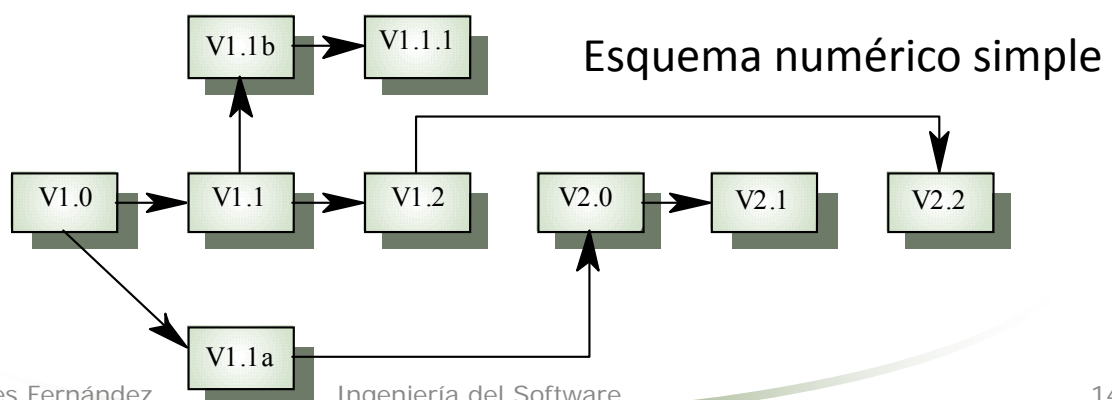 V1.1b
V1.1.1
Esquema numérico simple
V1.0
V1.1
V1.2
V2.0
V2.1
V2.2
V1.1a
Fernández
Ingeniería del Software